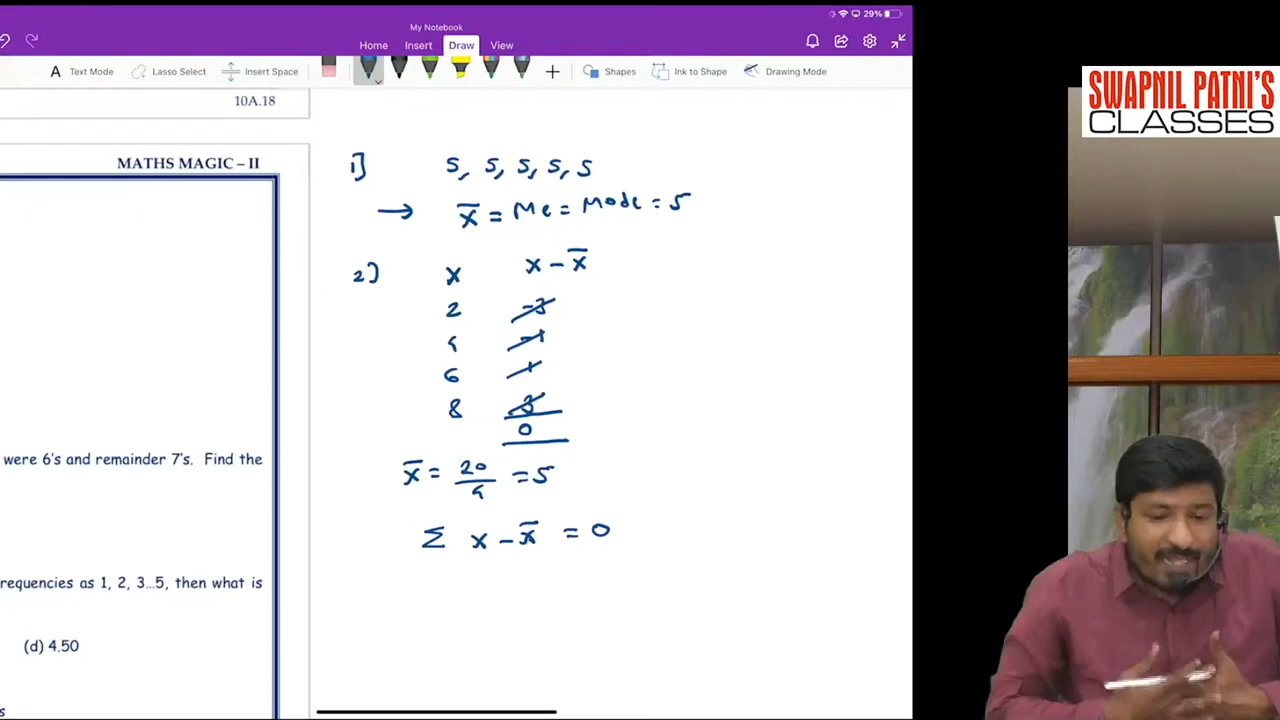 29%
My Notebook
Home Insert Draw View
A Text Mode Lasso Select Insert Space Shapes Ink to Shape Drawing Mode
SWAPNIL PATNI'S
CLASSES
10A.18
MATHS MAGIC – II
were 6's and remainder 7's. Find the
requencies as 1, 2, 3...5, then what is
(d) 4.50
s
1] 5, 5, 5, 5, 5
→ x̄ = Me = Mode = 5
2) x x – x̄
2 -3
4 -1
6 1
8 3
0
x̄ = 20/4 = 5
Σ x – x̄ = 0